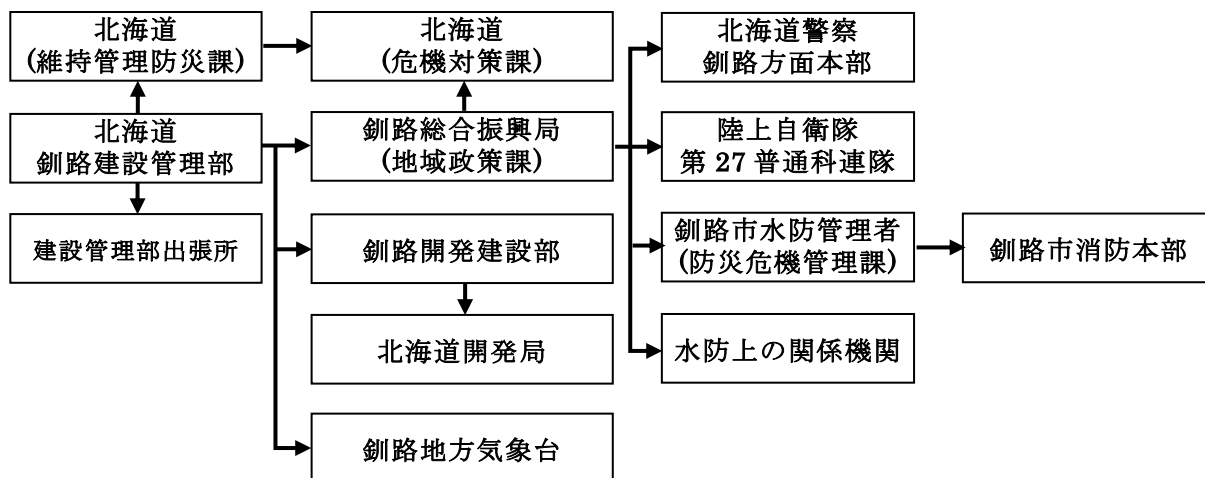 北海道
(維持管理防災課)
北海道
(危機対策課)
北海道警察
釧路方面本部
北海道
釧路建設管理部
釧路総合振興局
(地域政策課)
陸上自衛隊
第 27 普通科連隊
建設管理部出張所
釧路開発建設部
釧路市水防管理者
(防災危機管理課)
釧路市消防本部
北海道開発局
水防上の関係機関
釧路地方気象台